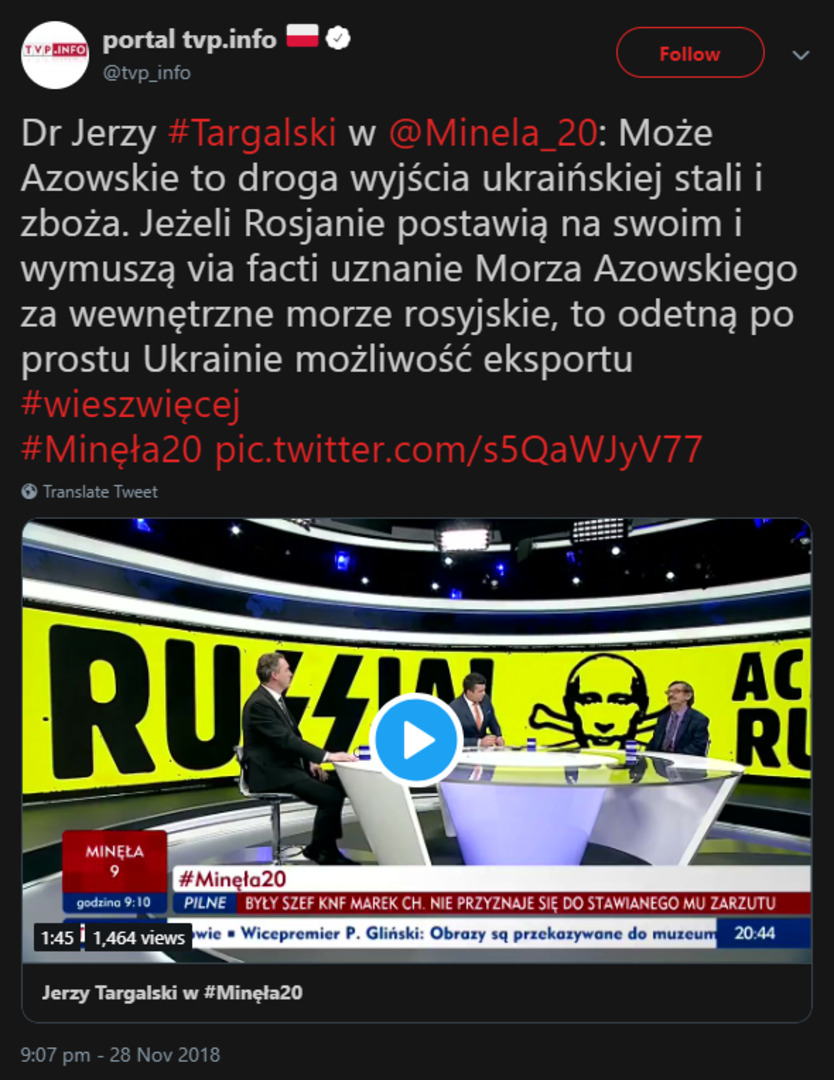 TVP.INFO
portal tvp.info
@tvp_info
Follow
Dr Jerzy #Targalski w @Minela_20: Może
Azowskie to droga wyjścia ukraińskiej stali i
zboża. Jeżeli Rosjanie postawią na swoim i
wymuszą via facti uznanie Morza Azowskiego
za wewnętrzne morze rosyjskie, to odetną po
prostu Ukrainie możliwość eksportu
#wieszwięcej
#Minęła20 pic.twitter.com/s5QaWJyV77
Translate Tweet
RUSSIAN
AC
RU
MINĘŁA
9
godzina 9:10
#Minęła20
PILNE BYŁY SZEF KNF MAREK CH. NIE PRZYZNAJE SIĘ DO STAWIANEGO MU ZARZUTU
1:45 1,464 views
owie ▪ Wicepremier P. Gliński: Obrazy są przekazywane do muzeum 20:44
Jerzy Targalski w #Minęła20
9:07 pm - 28 Nov 2018